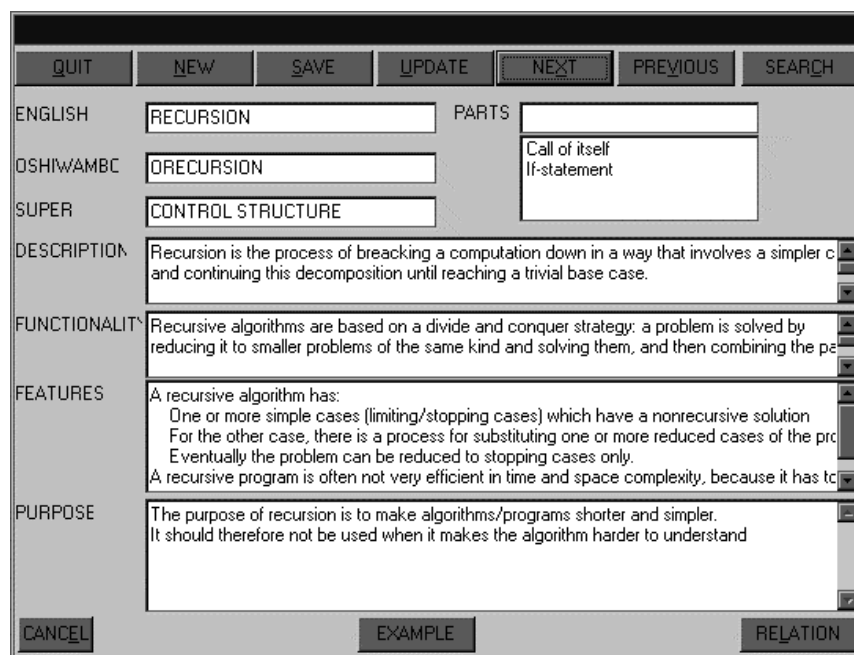 QUIT NEW SAVE UPDATE NEXT PREVIOUS SEARCH
ENGLISH RECURSION PARTS
Call of itself
OSHIWAMBO ORECURSION If-statement
SUPER CONTROL STRUCTURE
DESCRIPTION Recursion is the process of breacking a computation down in a way that involves a simpler c
and continuing this decomposition until reaching a trivial base case.
FUNCTIONALITY Recursive algorithms are based on a divide and conquer strategy: a problem is solved by
reducing it to smaller problems of the same kind and solving them, and then combining the pa
FEATURES A recursive algorithm has:
One or more simple cases (limiting/stopping cases) which have a nonrecursive solution
For the other case, there is a process for substituting one or more reduced cases of the pro
Eventually the problem can be reduced to stopping cases only.
A recursive program is often not very efficient in time and space complexity, because it has to
PURPOSE The purpose of recursion is to make algorithms/programs shorter and simpler.
It should therefore not be used when it makes the algorithm harder to understand
CANCEL EXAMPLE RELATION